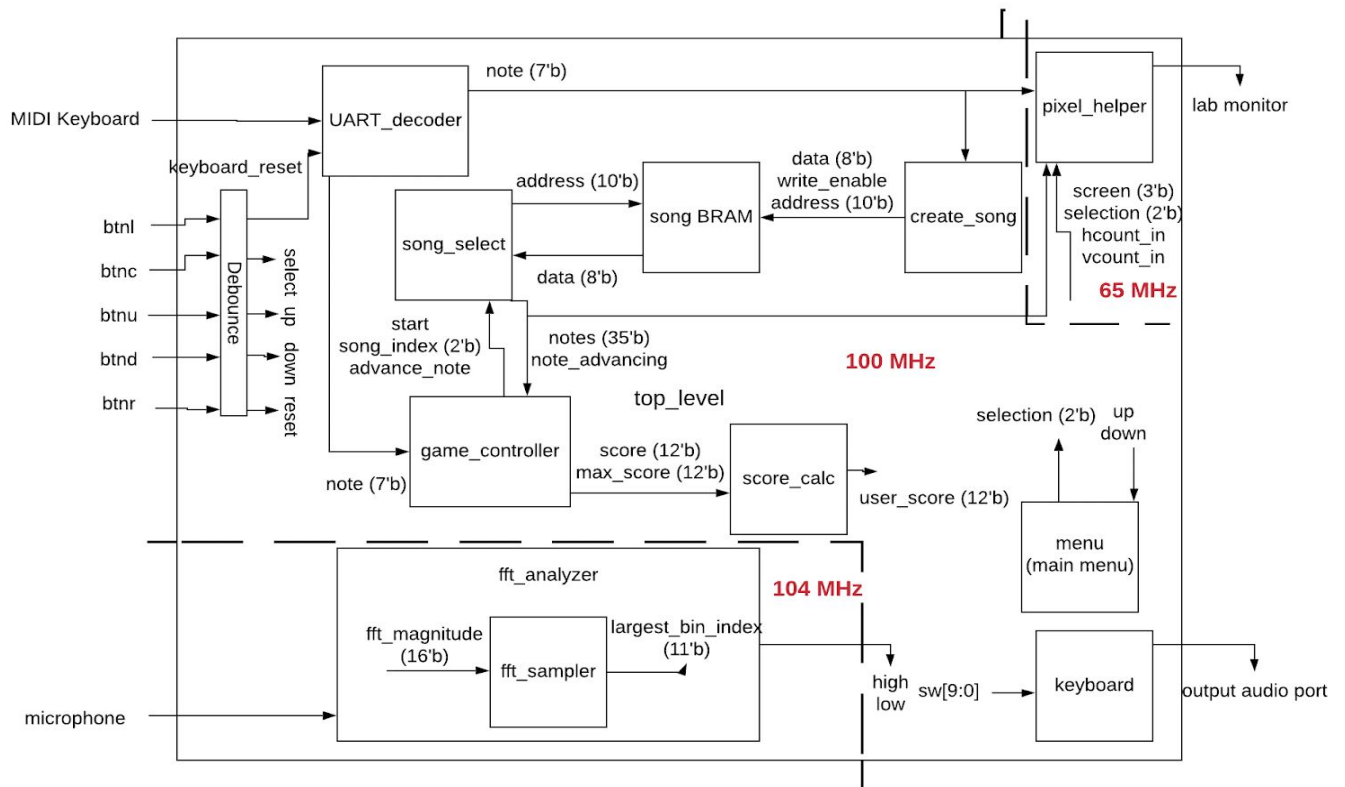 note (7'b)
UART_decoder
pixel_helper
lab monitor
MIDI Keyboard
keyboard_reset
address (10'b)
song_select
data (8'b)
song BRAM
data (8'b)
write_enable
address (10'b)
create_song
screen (3'b)
selection (2'b)
hcount_in
vcount_in
65 MHz
btnl
btnc
btnu
btnd
btnr
Debounce
select
up
down
reset
start
song_index (2'b)
advance_note
notes (35'b)
note_advancing
100 MHz
top_level
game_controller
note (7'b)
score (12'b)
max_score (12'b)
score_calc
user_score (12'b)
selection (2'b)
up
down
menu
(main menu)
fft_analyzer
104 MHz
fft_magnitude
(16'b)
fft_sampler
largest_bin_index
(11'b)
microphone
high
low
sw[9:0]
keyboard
output audio port